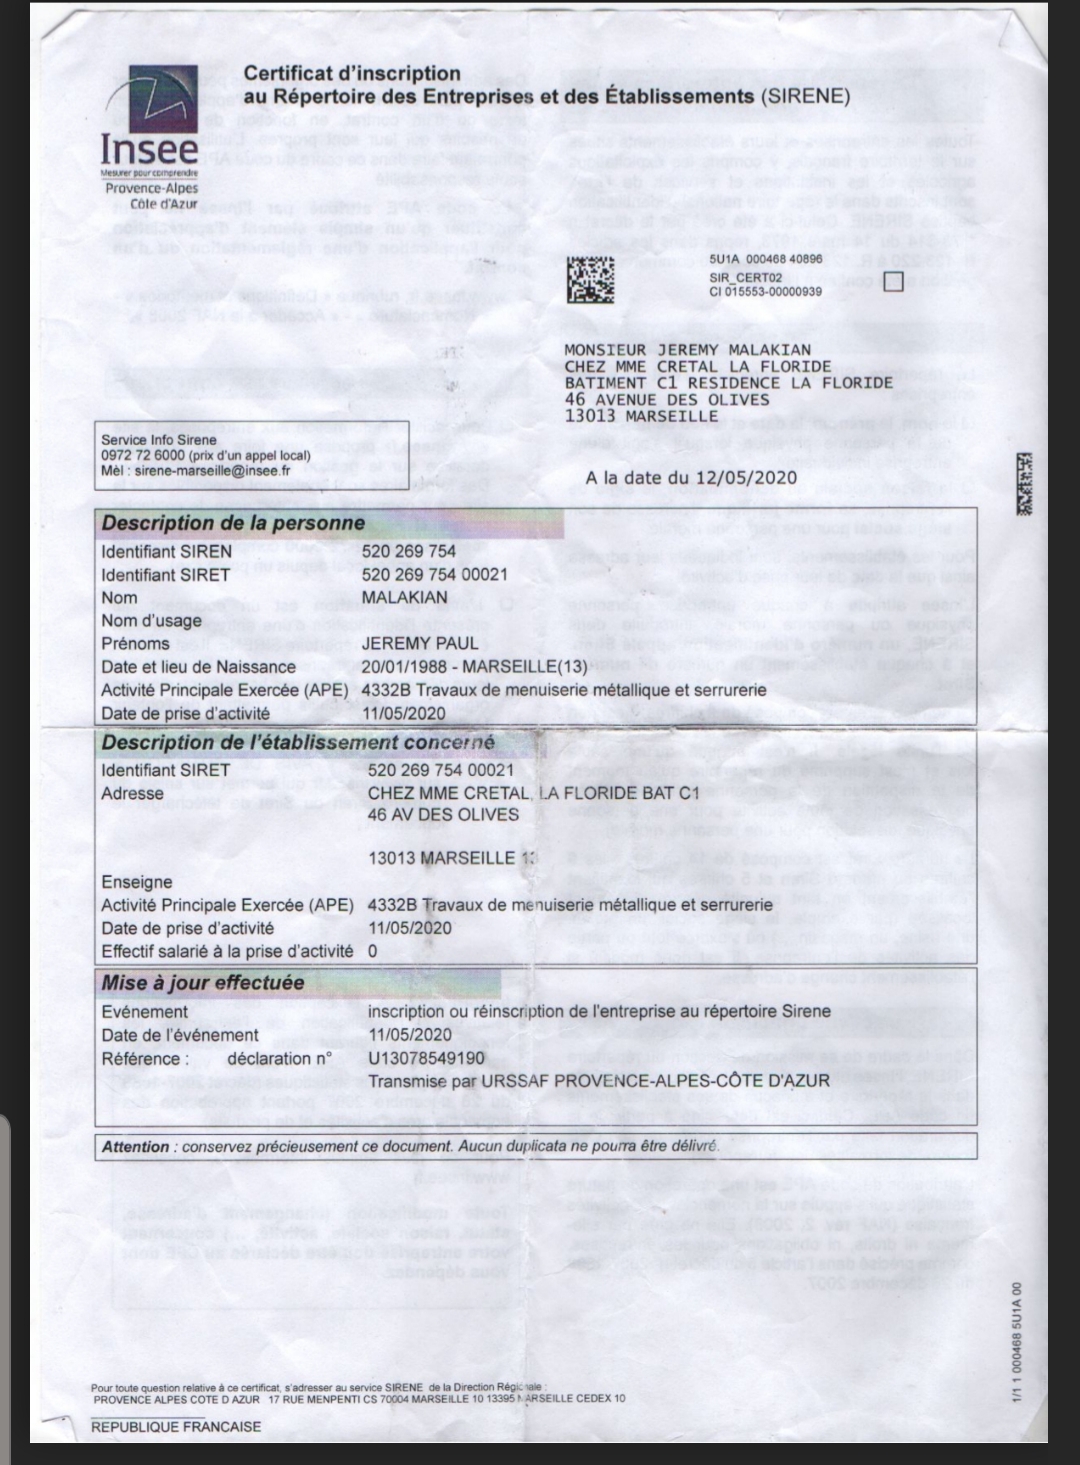 Certificat d'inscription
au Répertoire des Entreprises et des Établissements (SIRENE)
Insee
Mesurer pour comprendre
Provence-Alpes
Côte d'Azur
5U1A 000468 40896
SIR_CERT02
CI 015553-00000939
MONSIEUR JEREMY MALAKIAN
CHEZ MME CRETAL LA FLORIDE
BATIMENT C1 RESIDENCE LA FLORIDE
46 AVENUE DES OLIVES
13013 MARSEILLE
Service Info Sirene
0972 72 6000 (prix d'un appel local)
Mèl : sirene-marseille@insee.fr
A la date du 12/05/2020
Description de la personne
Identifiant SIREN 520 269 754
Identifiant SIRET 520 269 754 00021
Nom MALAKIAN
Nom d'usage
Prénoms JEREMY PAUL
Date et lieu de Naissance 20/01/1988 - MARSEILLE(13)
Activité Principale Exercée (APE) 4332B Travaux de menuiserie métallique et serrurerie
Date de prise d'activité 11/05/2020
Description de l'établissement concerné
Identifiant SIRET 520 269 754 00021
Adresse CHEZ MME CRETAL, LA FLORIDE BAT C1
46 AV DES OLIVES
13013 MARSEILLE 13
Enseigne
Activité Principale Exercée (APE) 4332B Travaux de menuiserie métallique et serrurerie
Date de prise d'activité 11/05/2020
Effectif salarié à la prise d'activité 0
Mise à jour effectuée
Evénement inscription ou réinscription de l'entreprise au répertoire Sirene
Date de l'événement 11/05/2020
Référence : déclaration n° U13078549190
Transmise par URSSAF PROVENCE-ALPES-CÔTE D'AZUR
Attention : conservez précieusement ce document. Aucun duplicata ne pourra être délivré.
Pour toute question relative à ce certificat, s'adresser au service SIRENE de la Direction Régionale :
PROVENCE ALPES COTE D AZUR 17 RUE MENPENTI CS 70004 MARSEILLE 10 13395 MARSEILLE CEDEX 10
REPUBLIQUE FRANCAISE
1/1 1 000468 5U1A 00